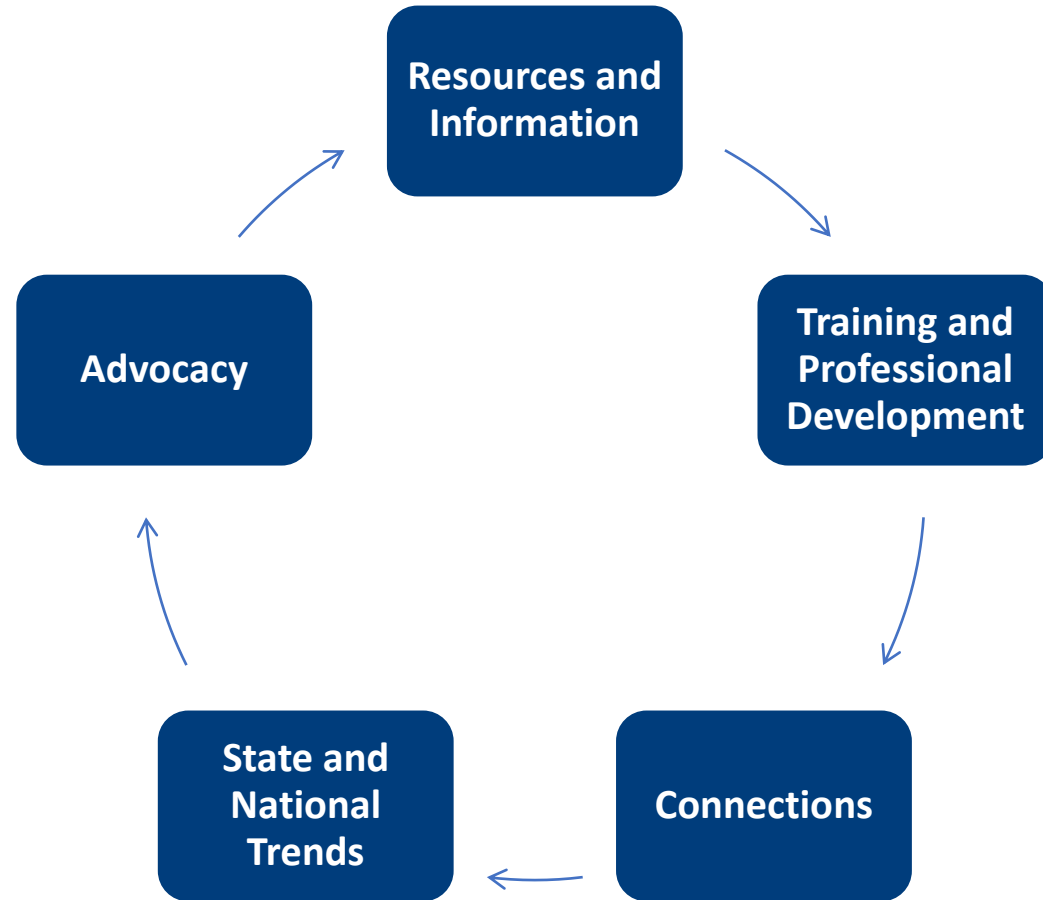 Resources and
Information
Training and
Professional
Development
Connections
State and
National
Trends
Advocacy